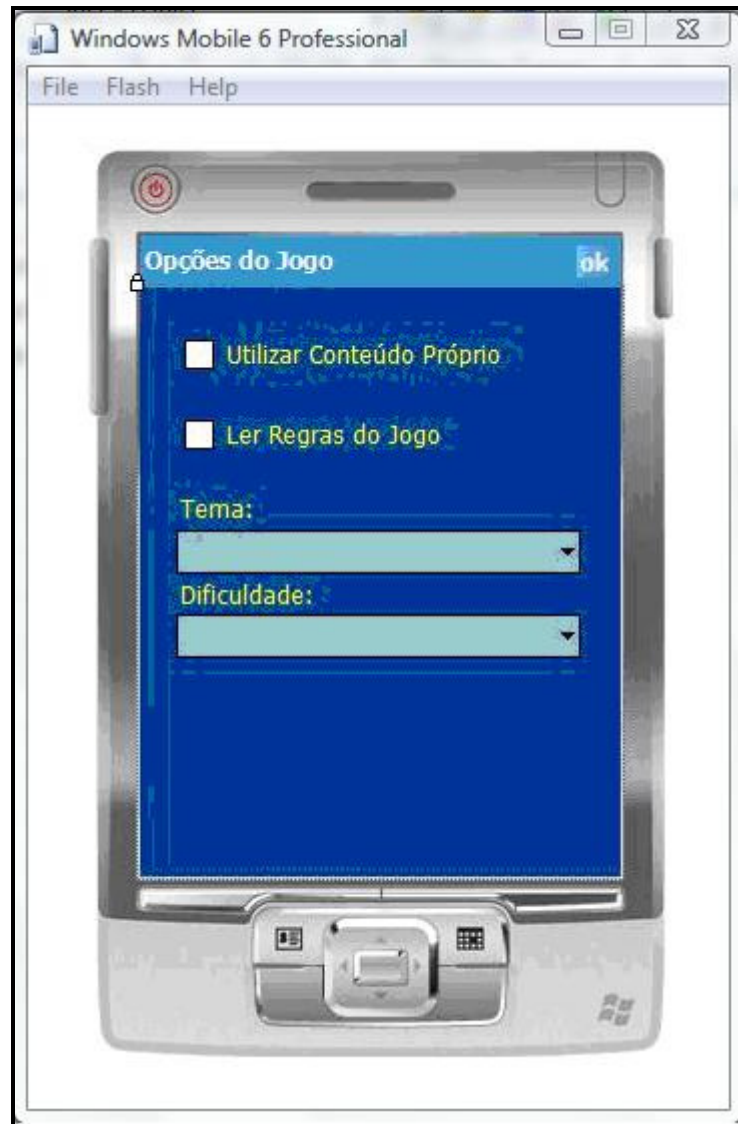 Windows Mobile 6 Professional
File Flash Help
Opções do Jogo ok
Utilizar Conteúdo Próprio
Ler Regras do Jogo
Tema:
Dificuldade: